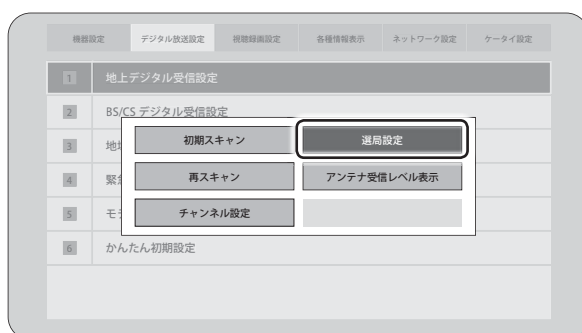 機器設定 デジタル放送設定 視聴録画設定 各種情報表示 ネットワーク設定 ケータイ設定
1 地上デジタル受信設定
2 BS/CS デジタル受信設定
初期スキャン 選局設定
3 地
再スキャン アンテナ受信レベル表示
4 緊
チャンネル設定
5 モ
6 かんたん初期設定